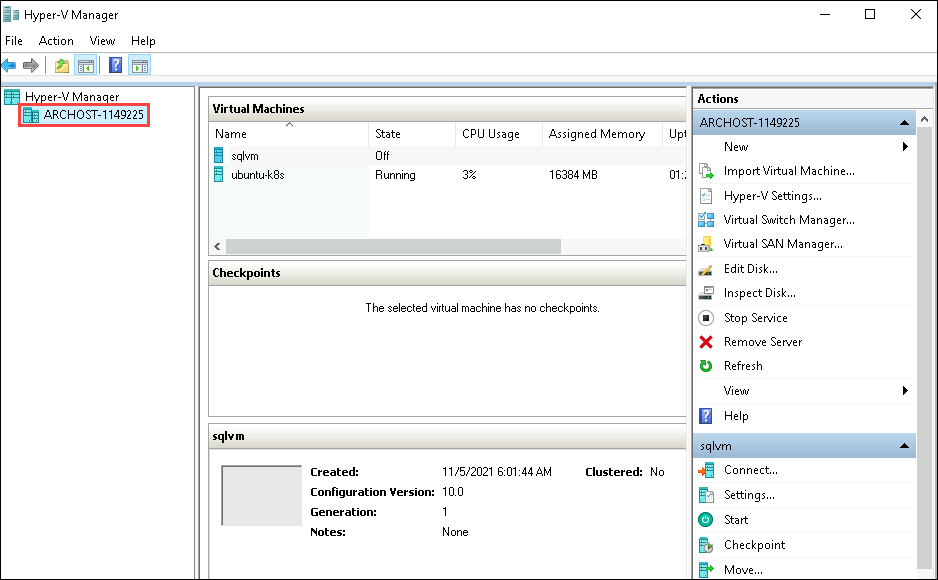 Hyper-V Manager
File Action View Help
Hyper-V Manager
ARCHOST-1149225
Virtual Machines
Name State CPU Usage Assigned Memory Upt
sqlvm Off
ubuntu-k8s Running 3% 16384 MB 01:
Checkpoints
The selected virtual machine has no checkpoints.
sqlvm
Created: 11/5/2021 6:01:44 AM Clustered: No
Configuration Version: 10.0
Generation: 1
Notes: None
Actions
ARCHOST-1149225
New
Import Virtual Machine...
Hyper-V Settings...
Virtual Switch Manager...
Virtual SAN Manager...
Edit Disk...
Inspect Disk...
Stop Service
Remove Server
Refresh
View
Help
sqlvm
Connect...
Settings...
Start
Checkpoint
Move...